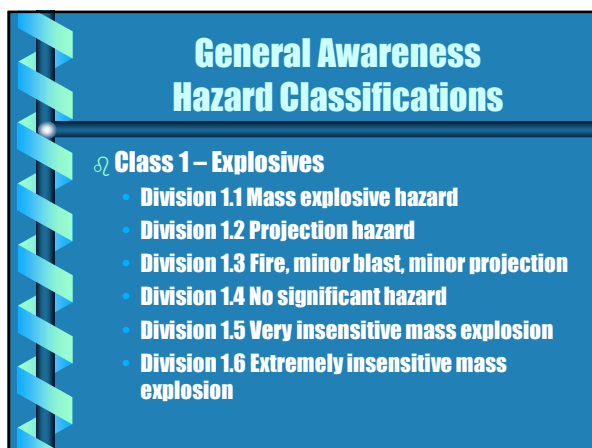 General Awareness
Hazard Classifications
Class 1 – Explosives
Division 1.1 Mass explosive hazard
Division 1.2 Projection hazard
Division 1.3 Fire, minor blast, minor projection
Division 1.4 No significant hazard
Division 1.5 Very insensitive mass explosion
Division 1.6 Extremely insensitive mass
explosion